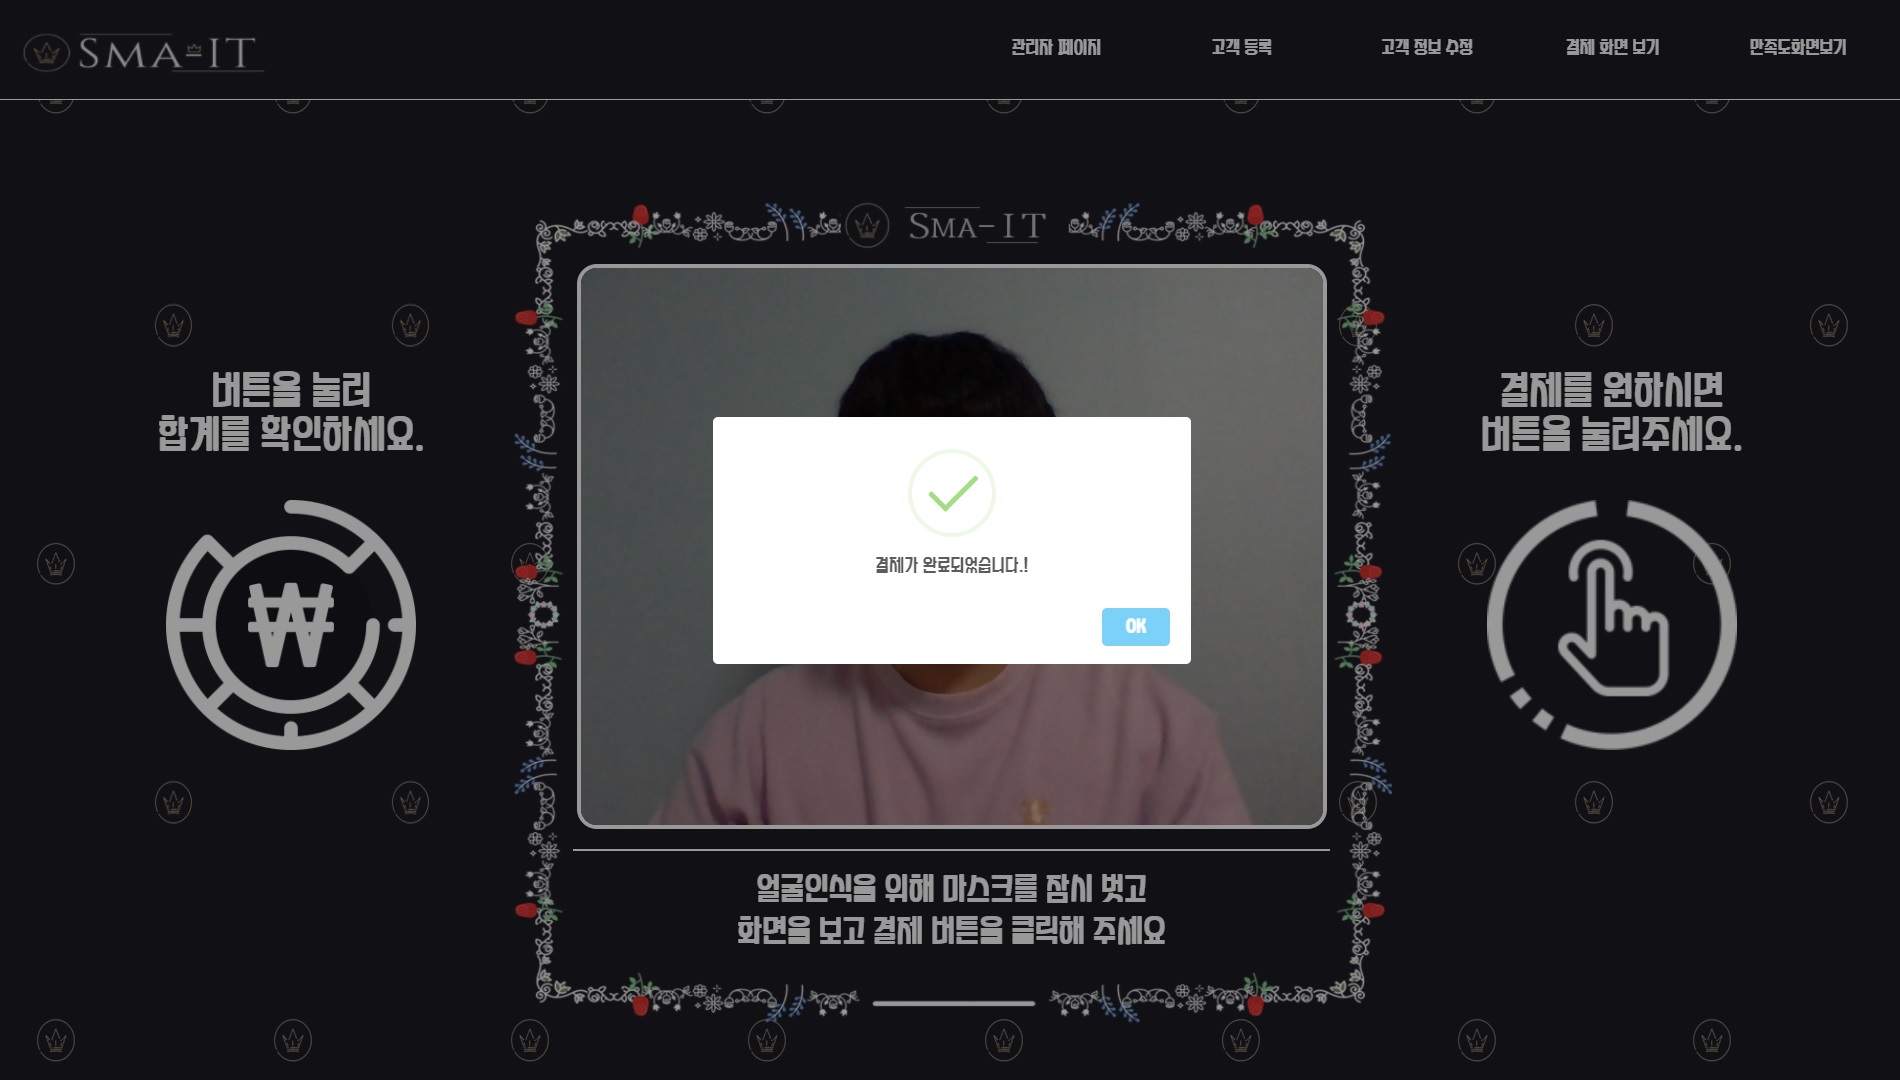 SMA-IT
관리자 페이지
고객 등록
고객 정보 수정
결제 화면 보기
만족도화면보기
SMA-IT
버튼을 눌러
합계를 확인하세요.
₩
결제를 원하시면
버튼을 눌려주세요.
결제가 완료되었습니다.!
OK
얼굴인식을 위해 마스크를 잠시 벗고
화면을 보고 결제 버튼을 클릭해 주세요